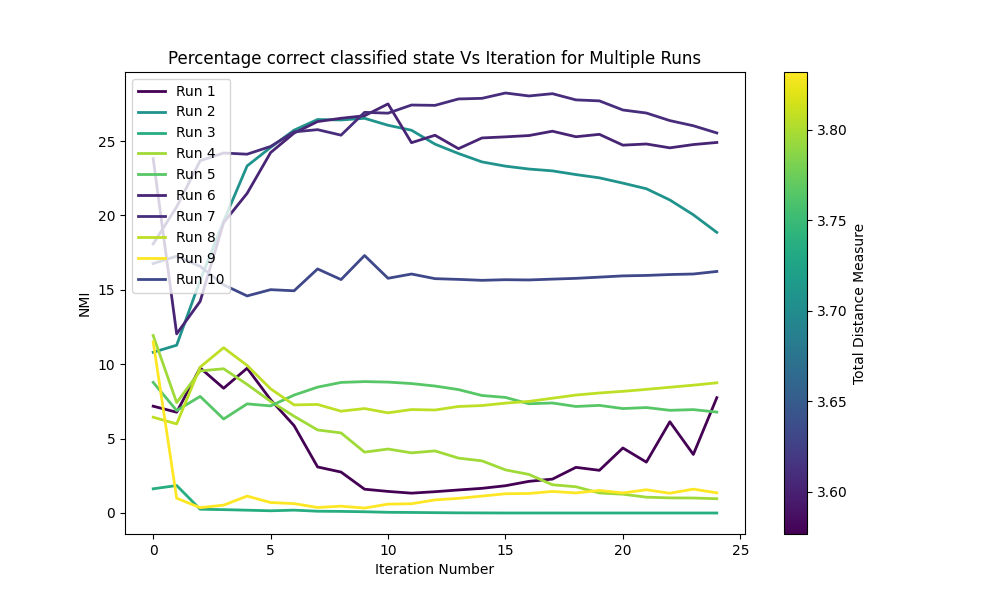 Percentage correct classified state Vs Iteration for Multiple Runs
Run 1
Run 2
Run 3
Run 4
Run 5
Run 6
Run 7
Run 8
Run 9
Run 10
NMI
25
20
15
10
5
0
0 5 10 15 20 25
Iteration Number
3.80
3.75
3.70
3.65
3.60
Total Distance Measure